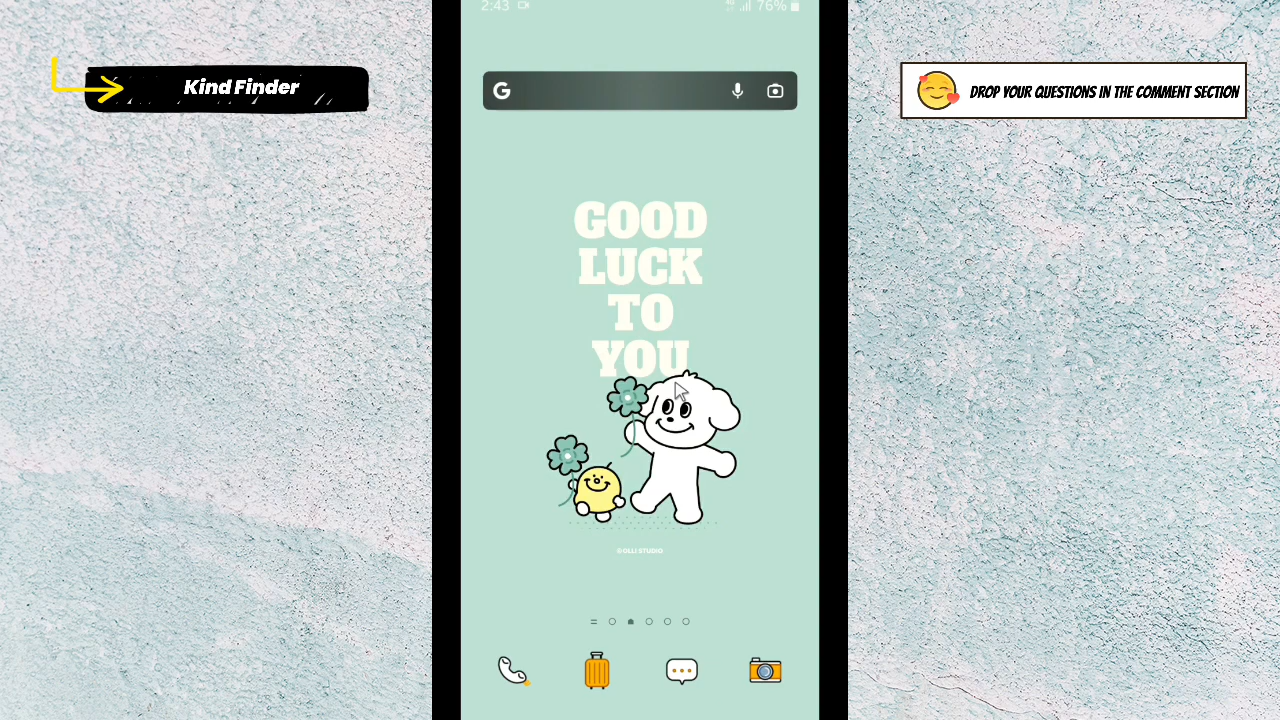 2:43
76%
Kind Finder
G
DROP YOUR QUESTIONS IN THE COMMENT SECTION
GOOD
LUCK
TO
YOU
©OLLI STUDIO